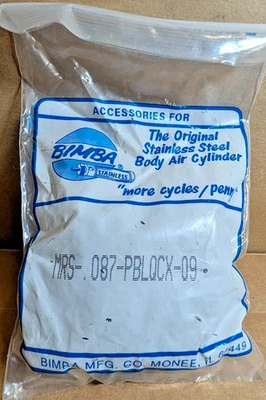 ACCESSORIES FOR
The Original
Stainless Steel
Body Air Cylinder
BIMBA
STAINLESS
"more cycles/penny
MRS-.087-PBLQCX-09
BIMBA MFG. CO. MONEE, IL 60449